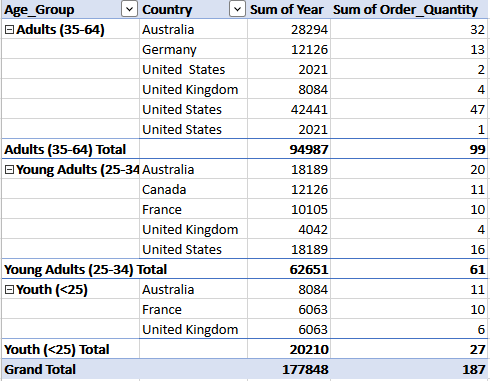 Age_Group Country Sum of Year Sum of Order_Quantity
Adults (35-64) Australia 28294 32
Germany 12126 13
United  States 2021 2
United Kingdom 8084 4
United States 42441 47
United States 2021 1
Adults (35-64) Total 94987 99
Young Adults (25-34 Australia 18189 20
Canada 12126 11
France 10105 10
United Kingdom 4042 4
United States 18189 16
Young Adults (25-34) Total 62651 61
Youth (<25) Australia 8084 11
France 6063 10
United Kingdom 6063 6
Youth (<25) Total 20210 27
Grand Total 177848 187